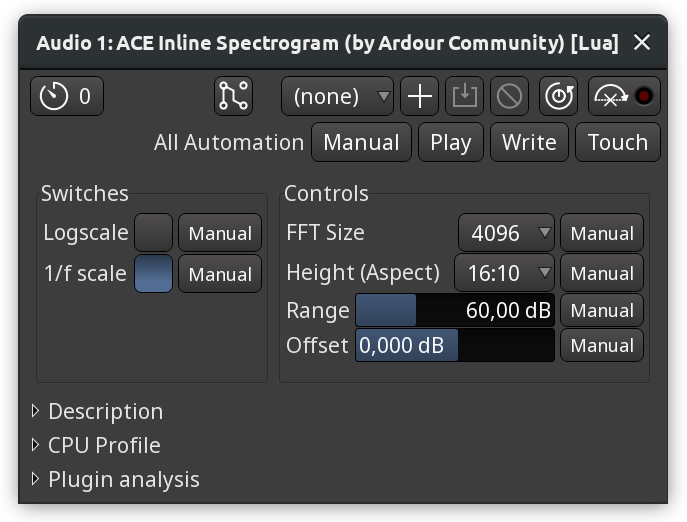 Audio 1: ACE Inline Spectrogram (by Ardour Community) [Lua]
0 (none)
All Automation Manual Play Write Touch
Switches
Logscale Manual
1/f scale Manual
Controls
FFT Size 4096 Manual
Height (Aspect) 16:10 Manual
Range 60,00 dB Manual
Offset 0,000 dB Manual
Description
CPU Profile
Plugin analysis